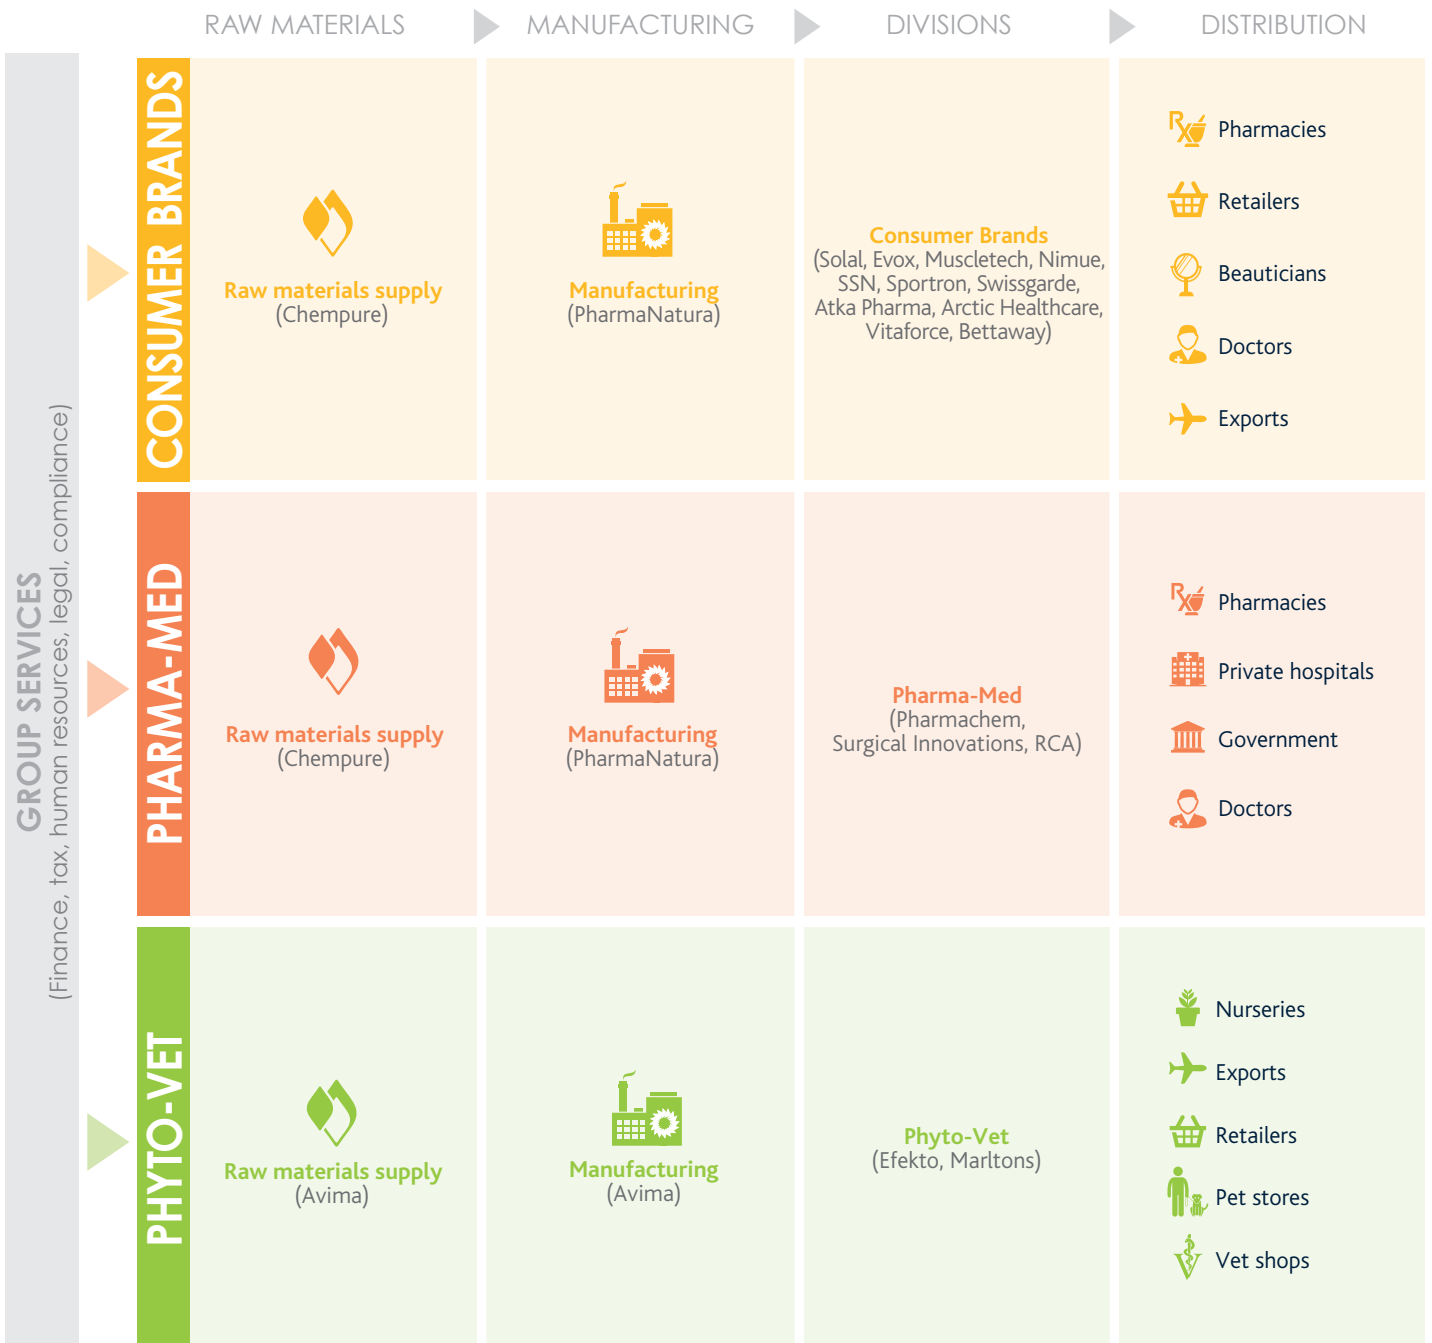 RAW MATERIALS
MANUFACTURING
DIVISIONS
DISTRIBUTION
GROUP SERVICES
(Finance, tax, human resources, legal, compliance)
CONSUMER BRANDS
Raw materials supply
(Chempure)
Manufacturing
(PharmaNatura)
Consumer Brands
(Solal, Evox, Muscletech, Nimue,
SSN, Sportron, Swissgarde,
Atka Pharma, Arctic Healthcare,
Vitaforce, Bettaway)
Pharmacies
Retailers
Beauticians
Doctors
Exports
PHARMA-MED
Raw materials supply
(Chempure)
Manufacturing
(PharmaNatura)
Pharma-Med
(Pharmachem,
Surgical Innovations, RCA)
Pharmacies
Private hospitals
Government
Doctors
PHYTO-VET
Raw materials supply
(Avima)
Manufacturing
(Avima)
Phyto-Vet
(Efekto, Marltons)
Nurseries
Exports
Retailers
Pet stores
Vet shops